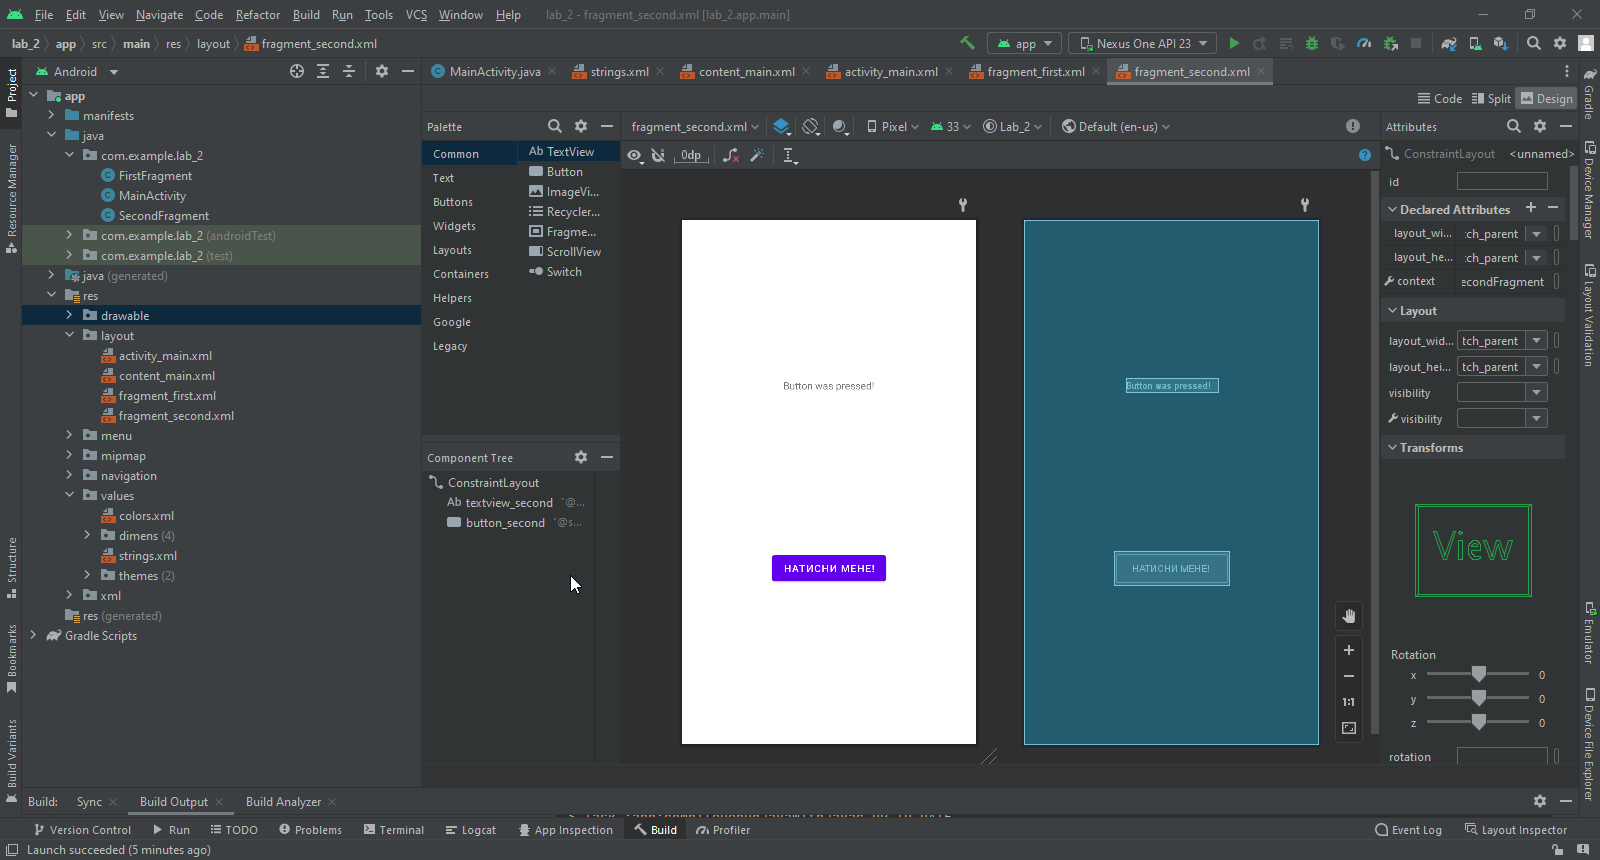 File Edit View Navigate Code Refactor Build Run Tools VCS Window Help lab_2 - fragment_second.xml [lab_2.app.main]
lab_2 app src main res layout fragment_second.xml
app Nexus One API 23
Project
Android
MainActivity.java strings.xml content_main.xml activity_main.xml fragment_first.xml fragment_second.xml
Code Split Design
app
manifests
java
com.example.lab_2
FirstFragment
MainActivity
SecondFragment
com.example.lab_2 (androidTest)
com.example.lab_2 (test)
java (generated)
res
drawable
layout
activity_main.xml
content_main.xml
fragment_first.xml
fragment_second.xml
menu
mipmap
navigation
values
colors.xml
dimens (4)
strings.xml
themes (2)
xml
res (generated)
Gradle Scripts
Resource Manager
Structure
Bookmarks
Build Variants
Palette
Common
Text
Buttons
Widgets
Layouts
Containers
Helpers
Google
Legacy
Ab TextView
Button
ImageVi...
Recycler...
Fragme...
ScrollView
Switch
Component Tree
ConstraintLayout
Ab textview_second "@...
button_second "@s...
fragment_second.xml Pixel 33 Lab_2 Default (en-us)
0dp
Button was pressed!
НАТИСНИ МЕНЕ!
Button was pressed!
НАТИСНИ МЕНЕ!
1:1
Attributes
ConstraintLayout <unnamed>
id
Declared Attributes
layout_wi... :ch_parent
layout_he... :ch_parent
context econdFragment
Layout
layout_wid... tch_parent
layout_hei... tch_parent
visibility
visibility
Transforms
View
Rotation
x 0
y 0
z 0
rotation
Gradle
Device Manager
Layout Validation
Emulator
Device File Explorer
Build: Sync Build Output Build Analyzer
Version Control Run TODO Problems Terminal Logcat App Inspection Build Profiler Event Log Layout Inspector
Launch succeeded (5 minutes ago)